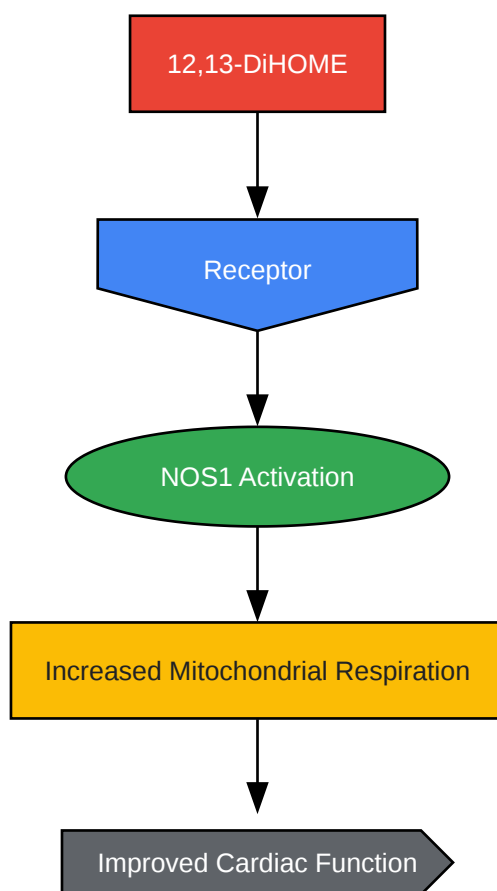 12,13-DiHOME
Receptor
NOS1 Activation
Increased Mitochondrial Respiration
Improved Cardiac Function